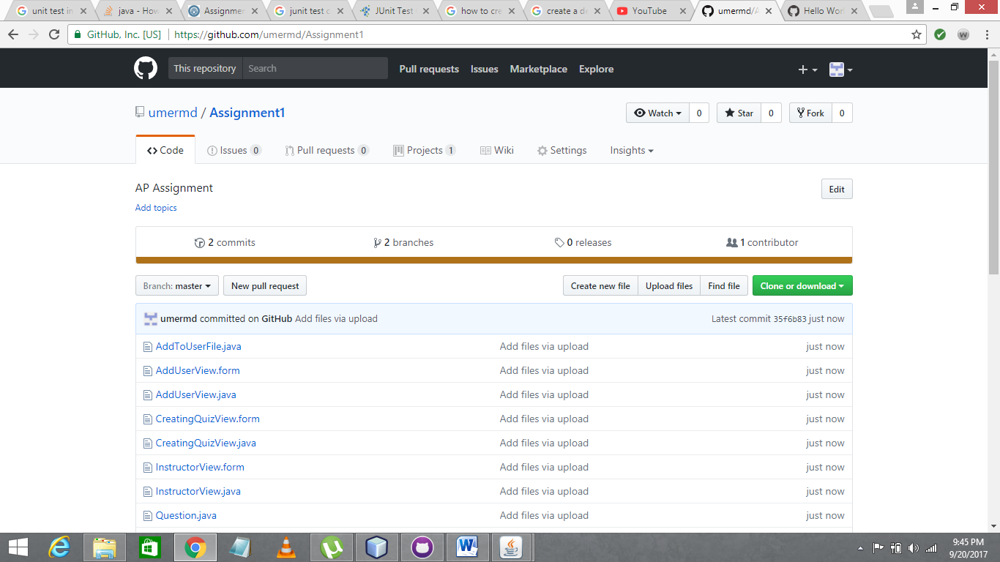 unit test in java - How Assignmen junit test c JUnit Test how to cre create a de YouTube umermd/A Hello Wor
GitHub, Inc. [US] https://github.com/umermd/Assignment1
This repository Search Pull requests Issues Marketplace Explore
umermd / Assignment1 Watch 0 Star 0 Fork 0
Code Issues 0 Pull requests 0 Projects 1 Wiki Settings Insights
AP Assignment Edit
Add topics
2 commits 2 branches 0 releases 1 contributor
Branch: master New pull request Create new file Upload files Find file Clone or download
umermd committed on GitHub Add files via upload Latest commit 35f6b83 just now
AddToUserFile.java Add files via upload just now
AddUserView.form Add files via upload just now
AddUserView.java Add files via upload just now
CreatingQuizView.form Add files via upload just now
CreatingQuizView.java Add files via upload just now
InstructorView.form Add files via upload just now
InstructorView.java Add files via upload just now
Question.java Add files via upload just now
9:45 PM
9/20/2017